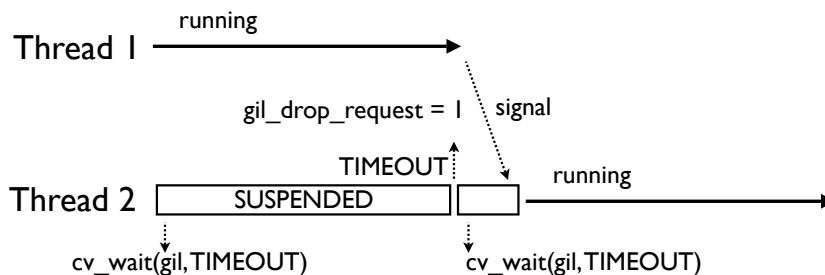 running
Thread 1
gil_drop_request = 1
signal
TIMEOUT
running
Thread 2
SUSPENDED
cv_wait(gil, TIMEOUT)
cv_wait(gil, TIMEOUT)